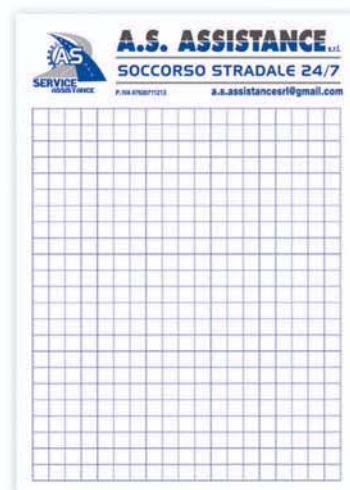 AS
SERVICE
ASSISTANCE
A.S. ASSISTANCE s.r.l.
SOCCORSO STRADALE 24/7
a.s.assistancesrl@gmail.com